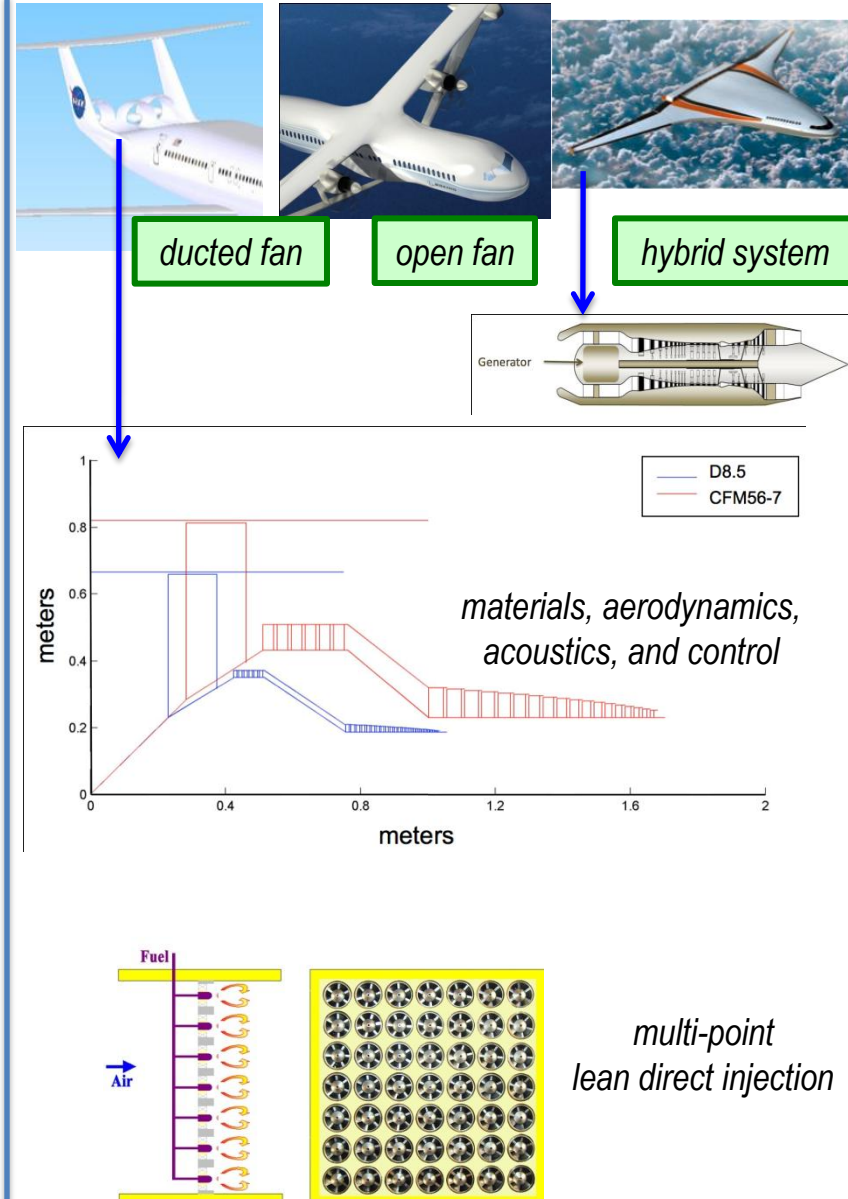 NASA
ducted fan
open fan
hybrid system
Generator
D8.5
CFM56-7
1
0.8
0.6
0.4
0.2
0
meters
0
0.4
0.8
1.2
1.6
2
meters
materials, aerodynamics,
acoustics, and control
Fuel
Air
multi-point
lean direct injection